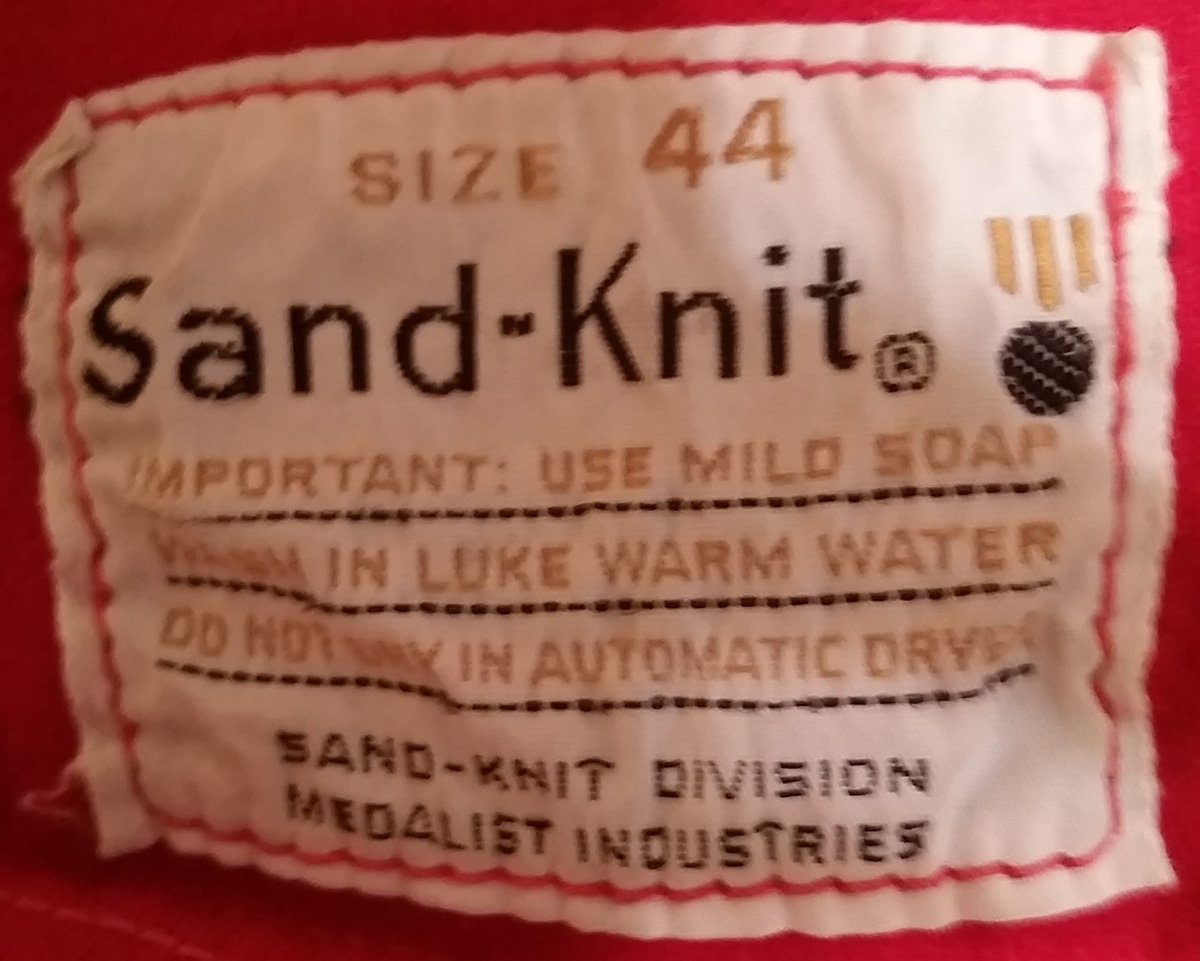 SIZE 44
Sand-Knit®
IMPORTANT: USE MILD SOAP
IN LUKE WARM WATER
DO NOT IN AUTOMATIC DRYER
SAND-KNIT DIVISION
MEDALIST INDUSTRIES